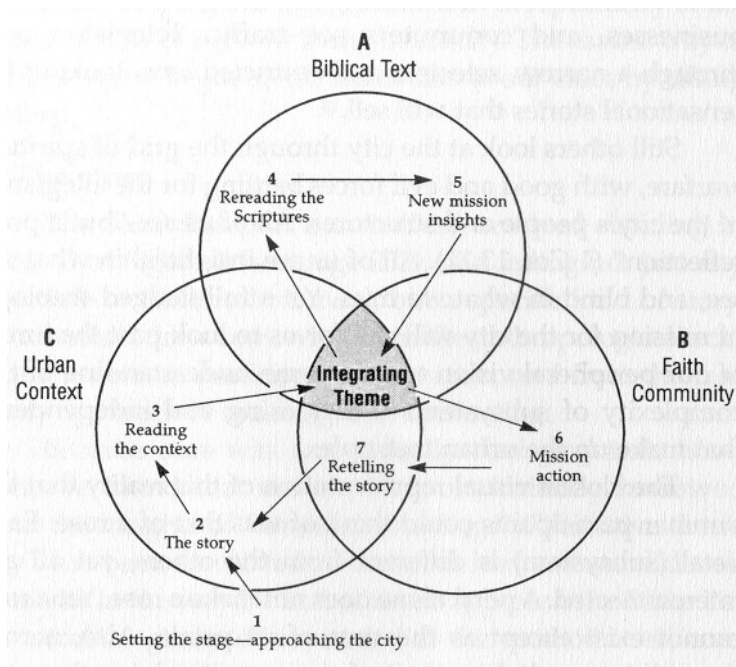 A
Biblical Text
4
Rereading the
Scriptures
5
New mission
insights
C
Urban
Context
B
Faith
Community
Integrating
Theme
3
Reading
the context
6
Mission
action
7
Retelling
the story
2
The story
1
Setting the stage—approaching the city